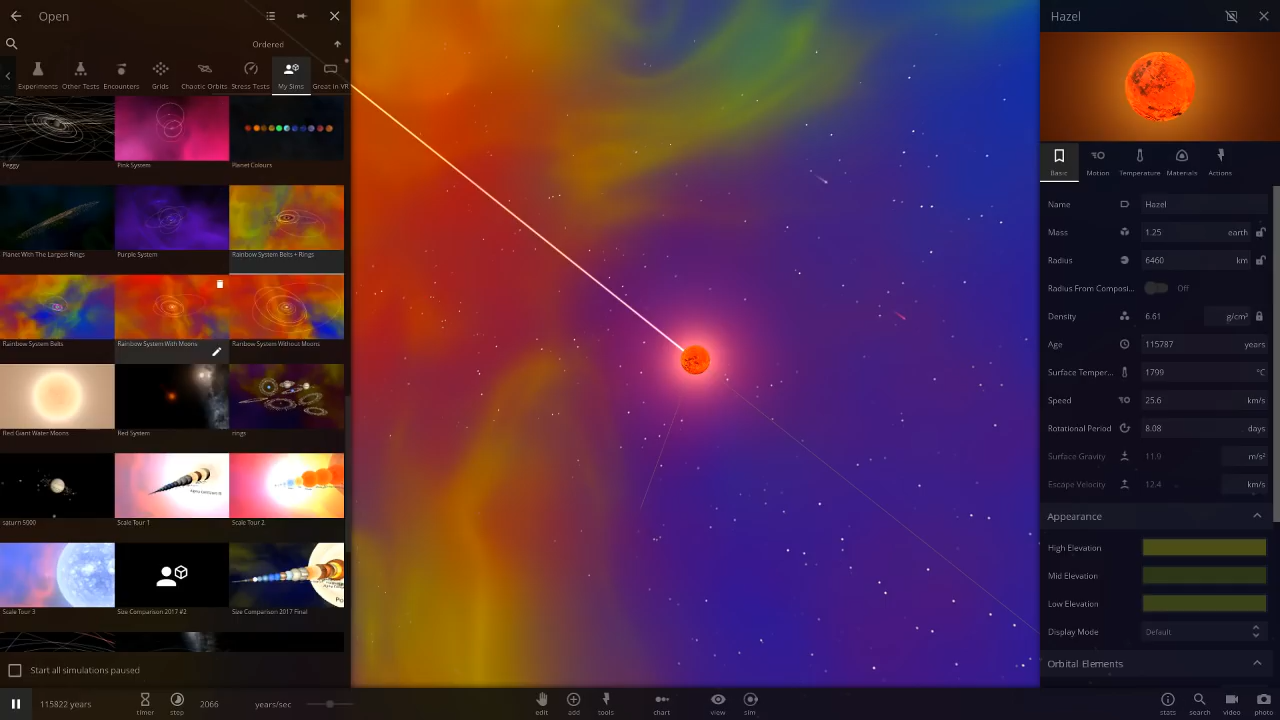 Open
Ordered
Experiments Other Tests Encounters Grids Chaotic Orbits Stress Tests My Sims Great in VR
Peggy Pink System Planet Colours
Planet With The Largest Rings Purple System Rainbow System Belts + Rings
Rainbow System Belts Rainbow System With Moons Rainbow System Without Moons
Red Giant Water Moons Red System rings
saturn 5000 Scale Tour 1 Scale Tour 2
Scale Tour 3 Size Comparison 2017 #2 Size Comparison 2017 Final
Start all simulations paused
115822 years
timer
step
2066 years/sec
edit add tools chart view sim
stats search video photo
Hazel
Basic Motion Temperature Materials Actions
Name Hazel
Mass 1.25 earth
Radius 6460 km
Radius From Composi... Off
Density 6.61 g/cm³
Age 115787 years
Surface Temper... 1799 °C
Speed 25.6 km/s
Rotational Period 8.08 days
Surface Gravity 11.9 m/s²
Escape Velocity 12.4 km/s
Appearance
High Elevation
Mid Elevation
Low Elevation
Display Mode Default
Orbital Elements